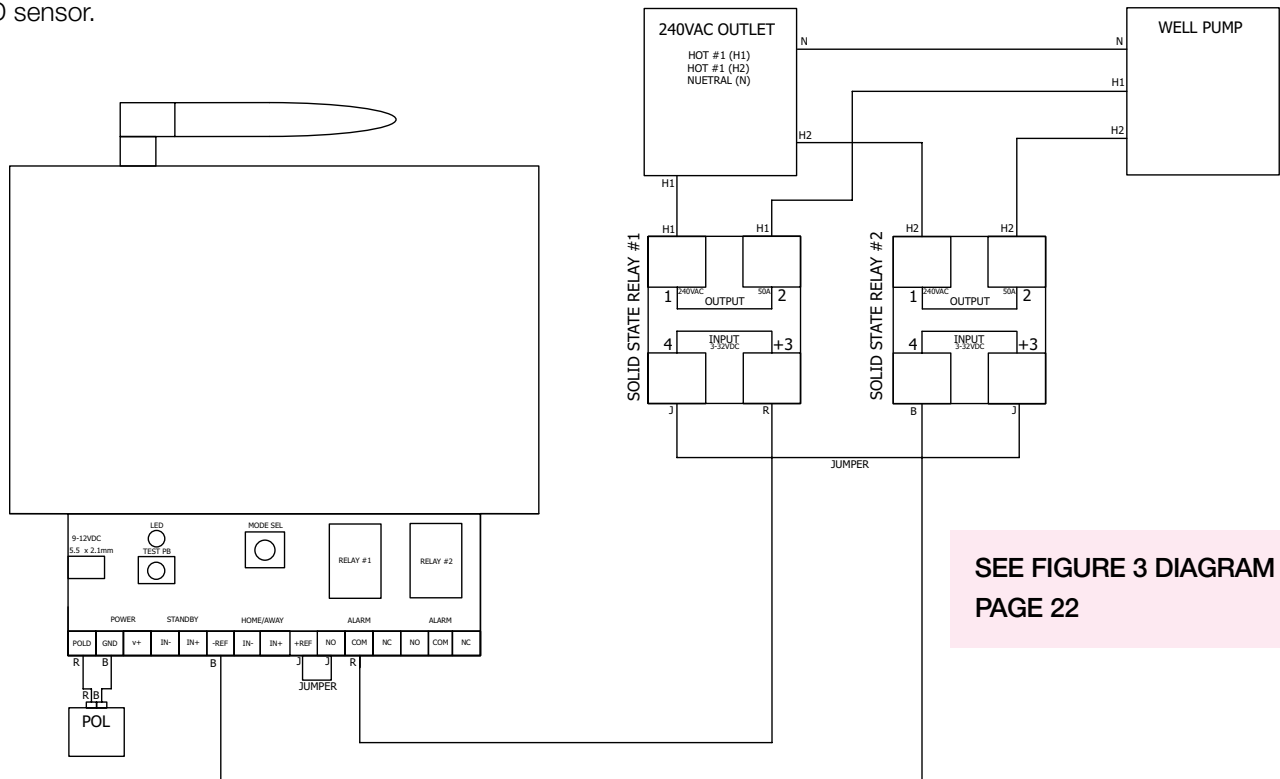 D sensor.
240VAC OUTLET
HOT #1 (H1)
HOT #1 (H2)
NUETRAL (N)
N
N
WELL PUMP
H1
H2
H2
H1
SOLID STATE RELAY #1
H1
H1
1
240VAC
50A
2
OUTPUT
4
INPUT
3-32VDC
+3
J
R
SOLID STATE RELAY #2
H2
H2
1
240VAC
50A
2
OUTPUT
4
INPUT
3-32VDC
+3
B
J
JUMPER
9-12VDC
5.5 x 2.1mm
LED
TEST PB
MODE SEL
RELAY #1
RELAY #2
POWER
STANDBY
HOME/AWAY
ALARM
ALARM
POLD GND v+ IN- IN+ -REF IN- IN+ +REF NO COM NC NO COM NC
R B B J J R
JUMPER
R B
POL
SEE FIGURE 3 DIAGRAM
PAGE 22